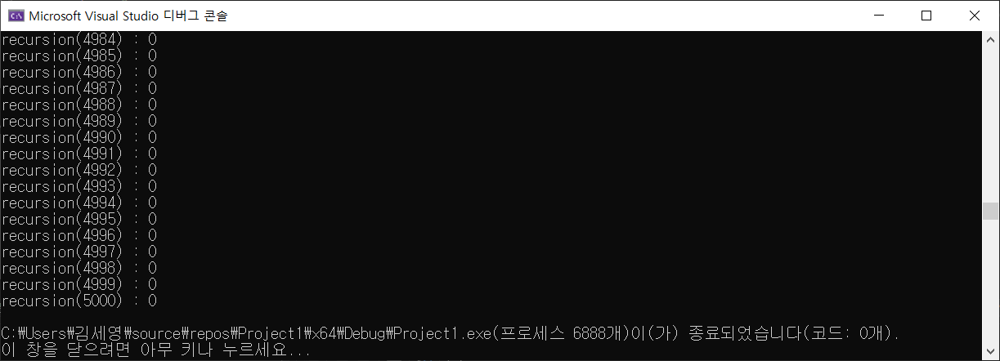 Microsoft Visual Studio 디버그 콘솔
recursion(4984) : 0
recursion(4985) : 0
recursion(4986) : 0
recursion(4987) : 0
recursion(4988) : 0
recursion(4989) : 0
recursion(4990) : 0
recursion(4991) : 0
recursion(4992) : 0
recursion(4993) : 0
recursion(4994) : 0
recursion(4995) : 0
recursion(4996) : 0
recursion(4997) : 0
recursion(4998) : 0
recursion(4999) : 0
recursion(5000) : 0
C:₩Users₩김세영₩source₩repos₩Project1₩x64₩Debug₩Project1.exe(프로세스 6888개)이(가) 종료되었습니다(코드: 0개).
이 창을 닫으려면 아무 키나 누르세요...